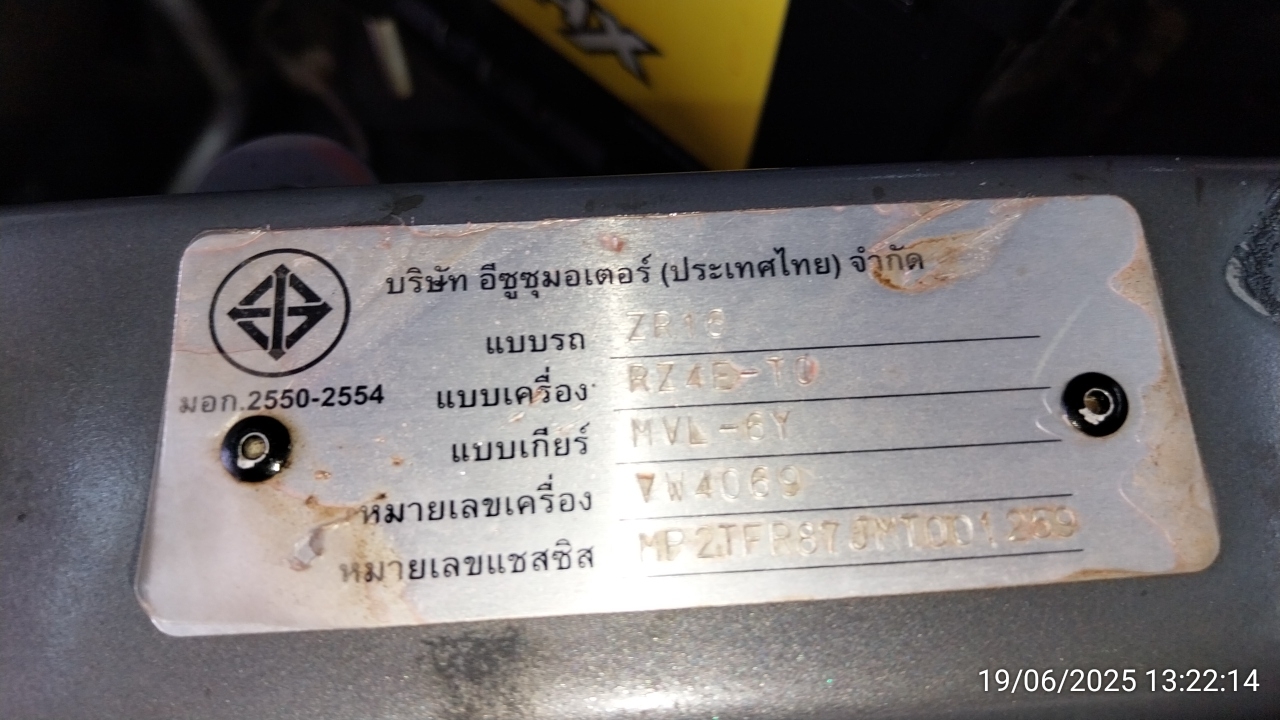 บริษัท อีซูซุมอเตอร์ (ประเทศไทย) จำกัด
มอก.2550-2554
แบบรถ
แบบเครื่อง RZ4E-TC
แบบเกียร์ MVL-6Y
หมายเลขเครื่อง VW4069
หมายเลขแชสซิส
19/06/2025 13:22:14